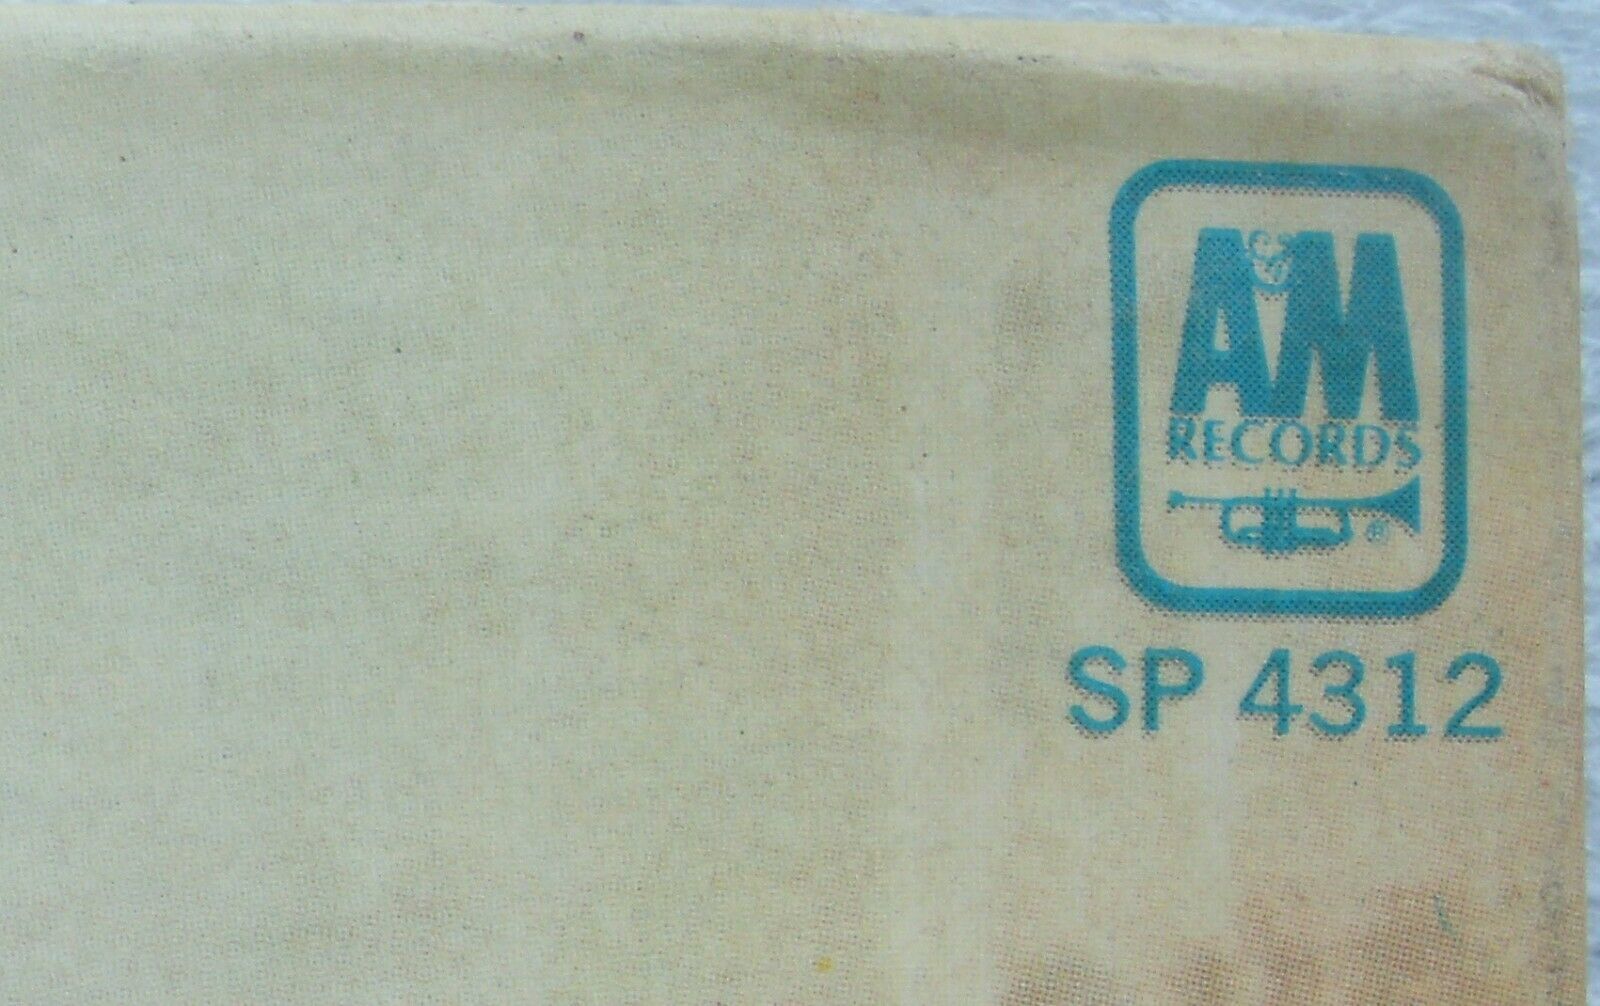 A&M
RECORDS
®
SP 4312